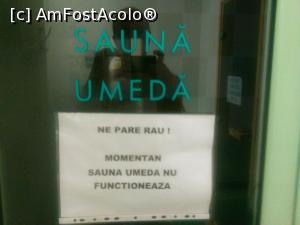 [c] AmFostAcolo®
SAUNĂ
UMEDĂ
NE PARE RAU !
MOMENTAN
SAUNA UMEDA NU
FUNCTIONEAZA